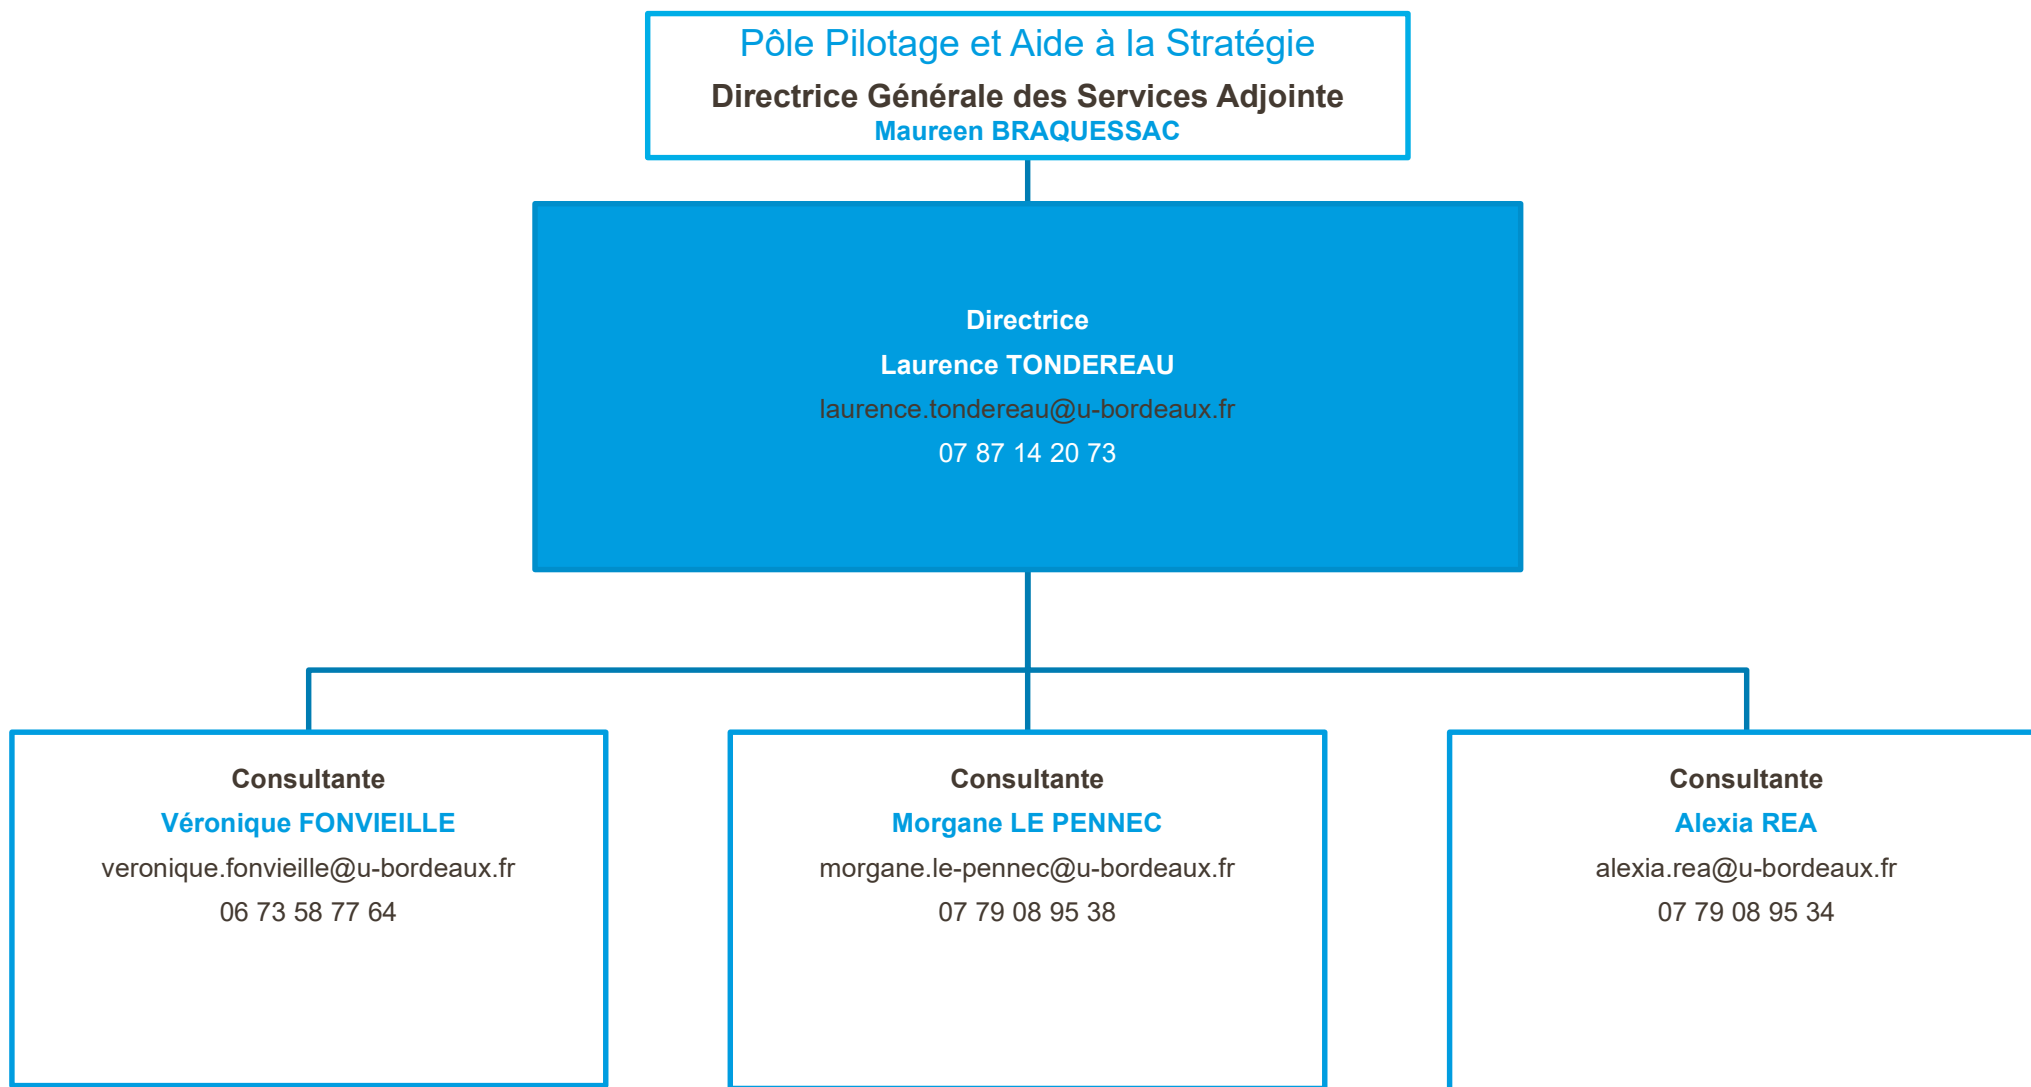 Pôle Pilotage et Aide à la Stratégie
Directrice Générale des Services Adjointe
Maureen BRAQUESSAC
Directrice
Laurence TONDEREAU
laurence.tondereau@u-bordeaux.fr
07 87 14 20 73
Consultante
Véronique FONVIEILLE
veronique.fonvieille@u-bordeaux.fr
06 73 58 77 64
Consultante
Morgane LE PENNEC
morgane.le-pennec@u-bordeaux.fr
07 79 08 95 38
Consultante
Alexia REA
alexia.rea@u-bordeaux.fr
07 79 08 95 34